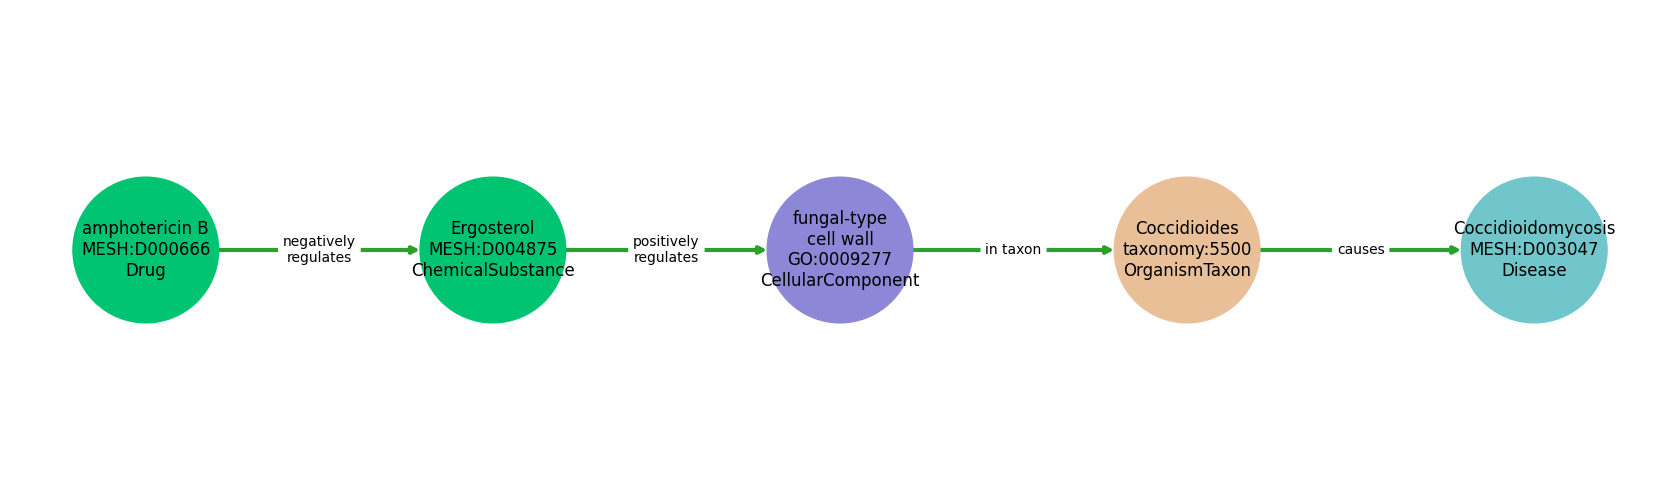 amphotericin B
MESH:D000666
Drug
negatively
regulates
Ergosterol
MESH:D004875
ChemicalSubstance
positively
regulates
fungal-type
cell wall
GO:0009277
CellularComponent
in taxon
Coccidioides
taxonomy:5500
OrganismTaxon
causes
Coccidioidomycosis
MESH:D003047
Disease